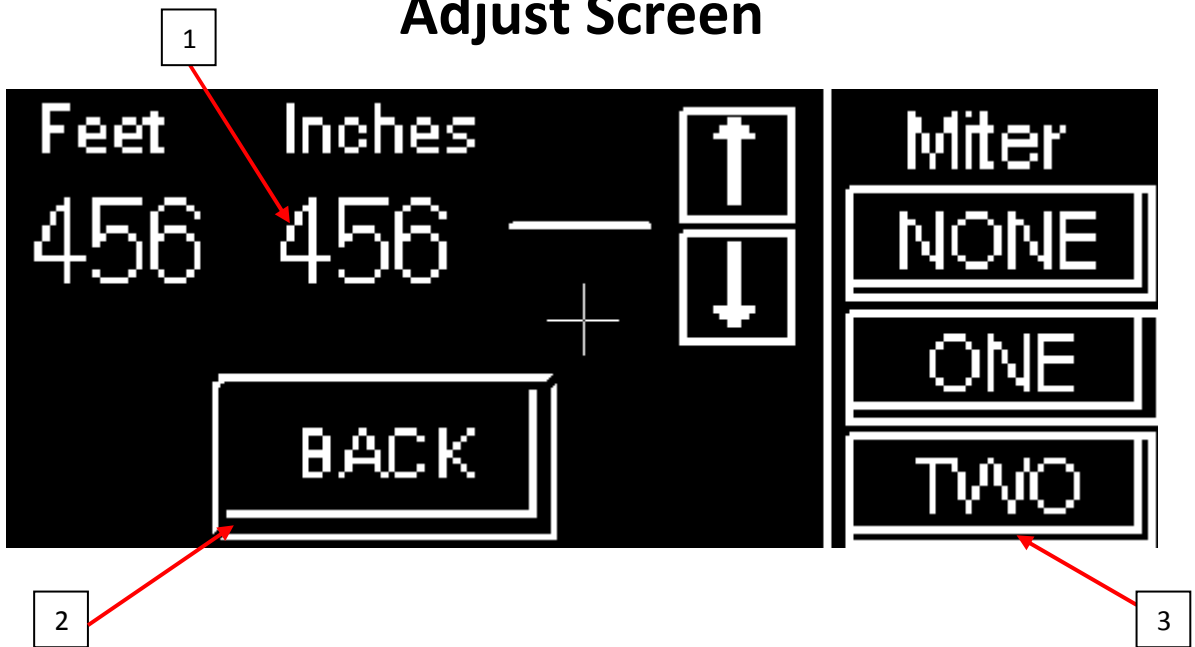 Adjust Screen
1
Feet Inches
456 456
Miter
NONE
ONE
TWO
BACK
2
3